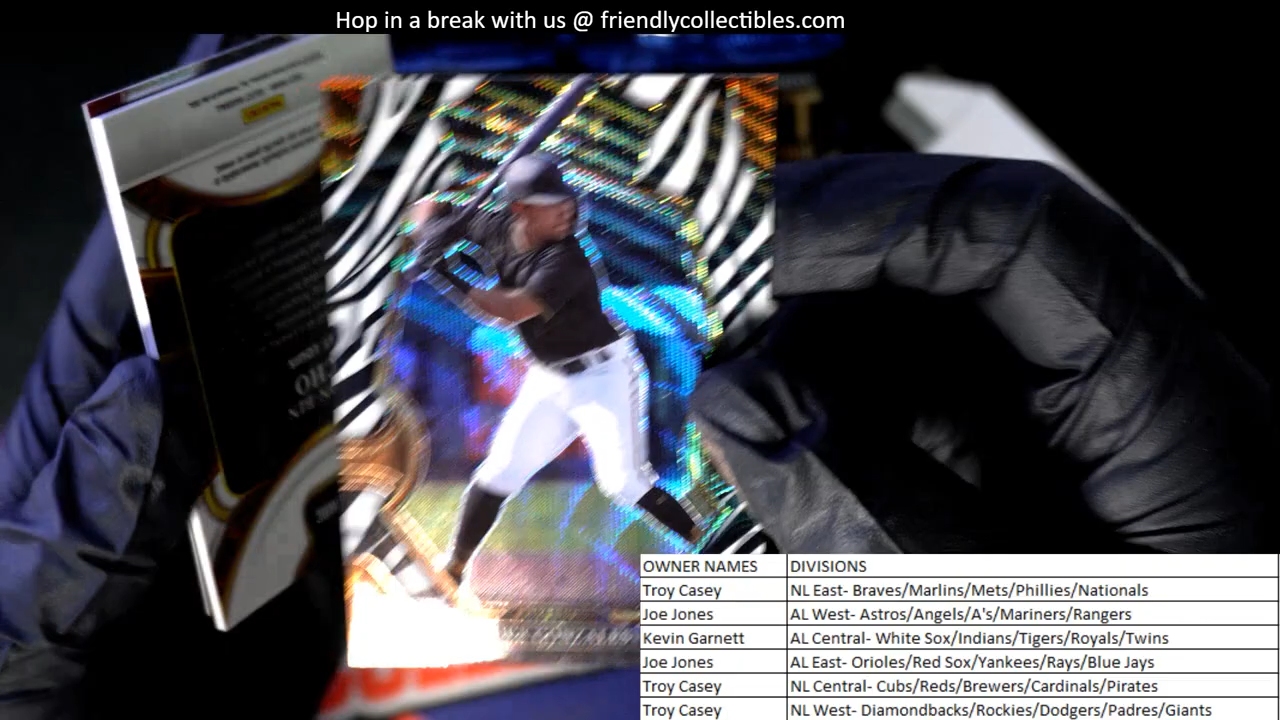 Hop in a break with us @ friendlycollectibles.com
OWNER NAMES DIVISIONS
Troy Casey NL East- Braves/Marlins/Mets/Phillies/Nationals
Joe Jones AL West- Astros/Angels/A's/Mariners/Rangers
Kevin Garnett AL Central- White Sox/Indians/Tigers/Royals/Twins
Joe Jones AL East- Orioles/Red Sox/Yankees/Rays/Blue Jays
Troy Casey NL Central- Cubs/Reds/Brewers/Cardinals/Pirates
Troy Casey NL West- Diamondbacks/Rockies/Dodgers/Padres/Giants